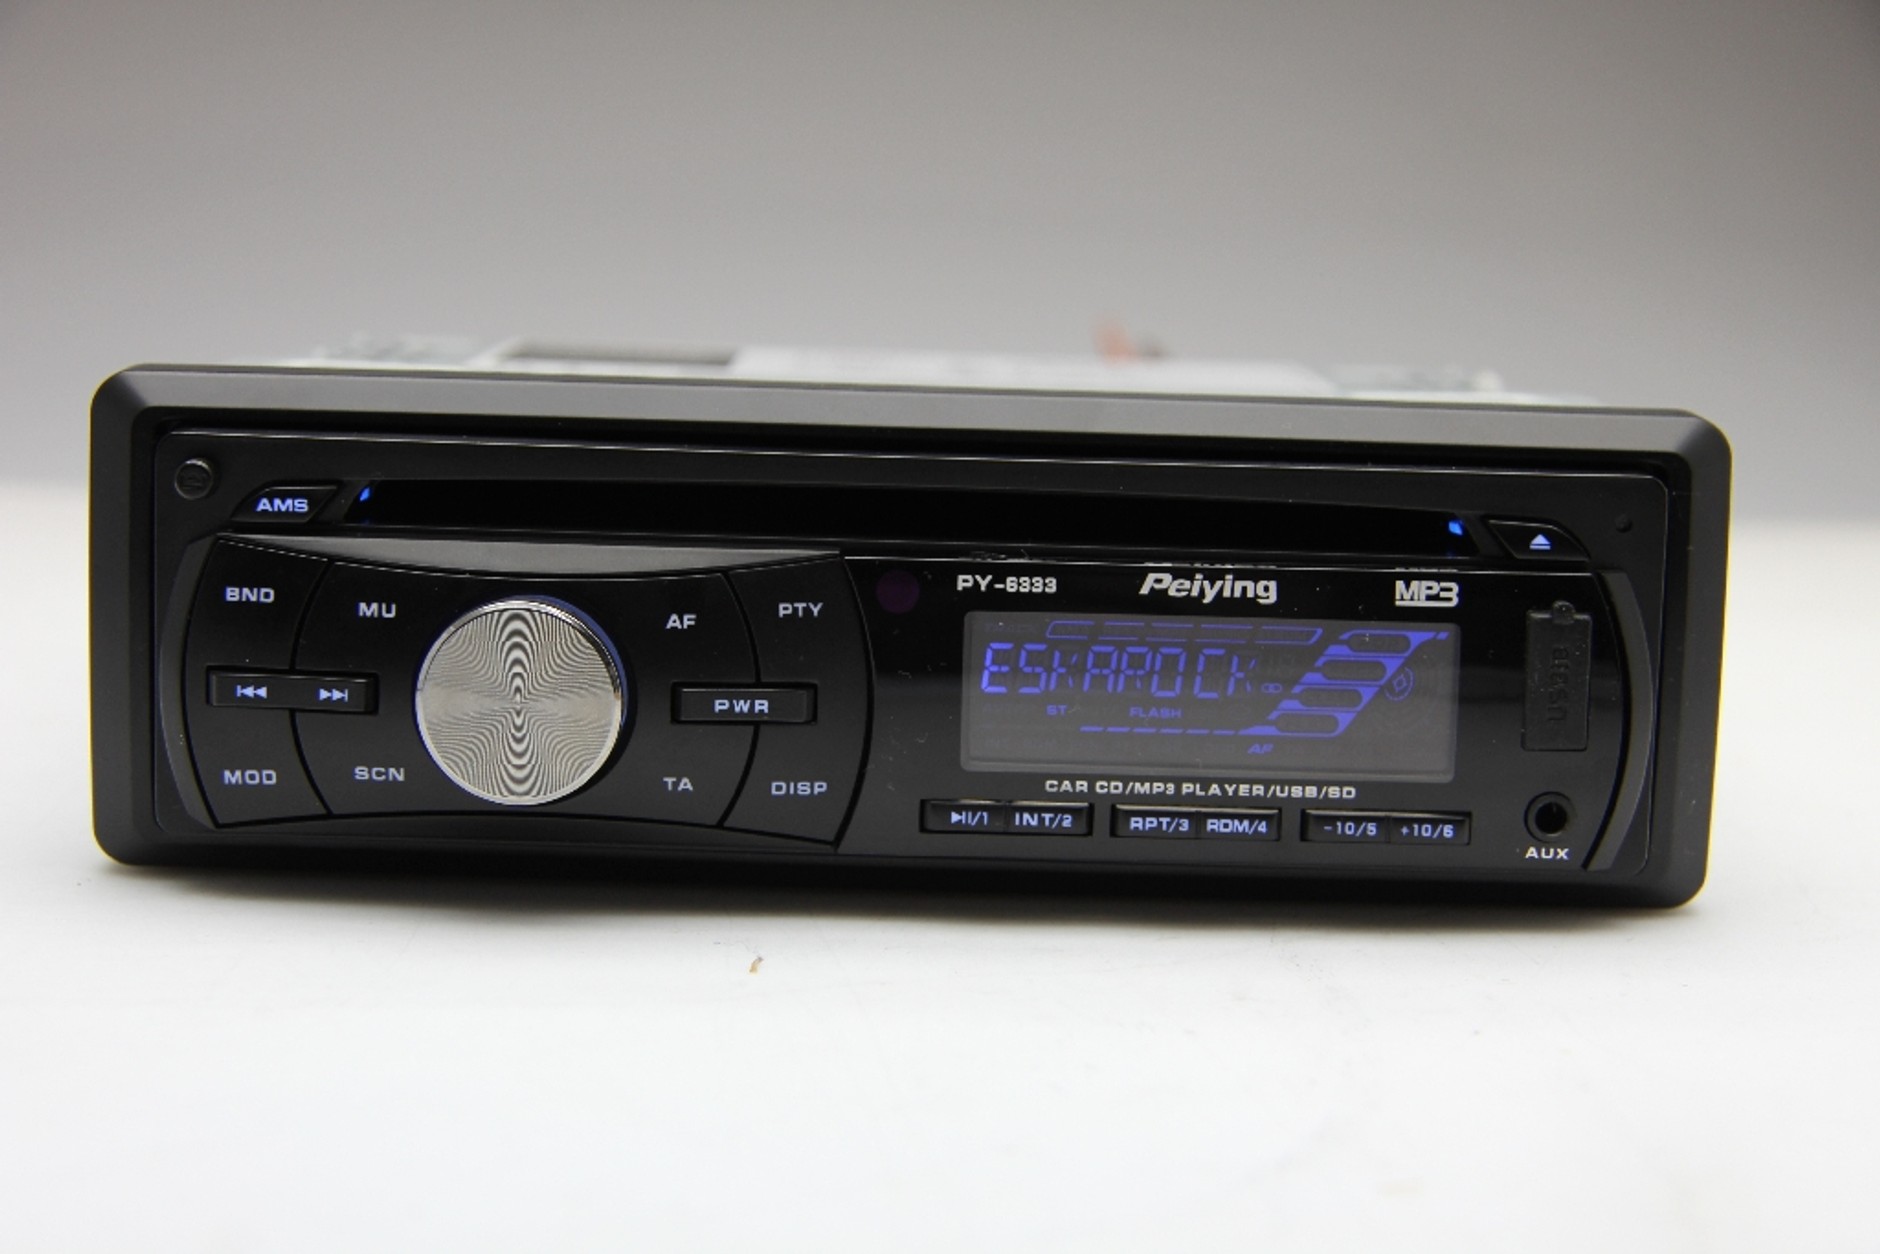 AMS
PY-6333 Peiying MP3
BND MU AF PTY
ESKAROCK
USB
PWR
ST FLASH
AF
MOD SCN TA DISP
CAR CD/MP3 PLAYER/USB/SD
/1 INT/2 RPT/3 RDM/4 -10/5 +10/6
AUX